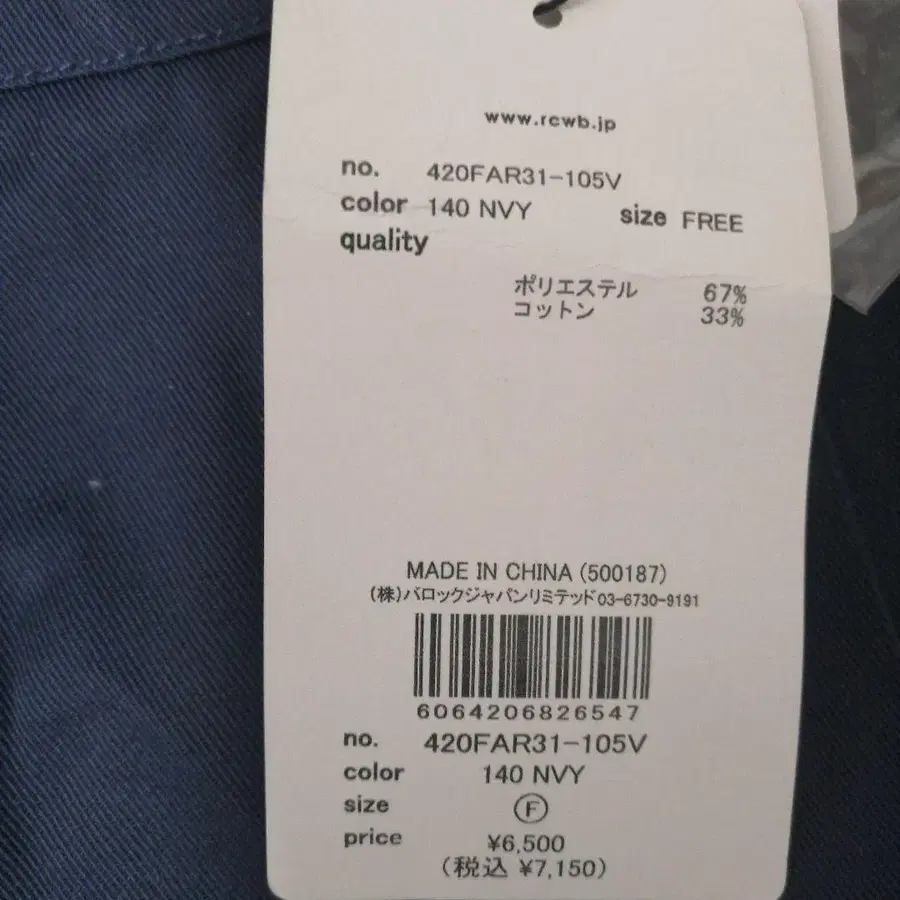 www.rcwb.jp
no. 420FAR31-105V
color 140 NVY size FREE
quality
ポリエステル 67%
コットン 33%
MADE IN CHINA (500187)
(株)バロックジャパンリミテッド03-6730-9191
6064206826547
no. 420FAR31-105V
color 140 NVY
size Ⓕ
price ¥6,500
(税込 ¥7,150)